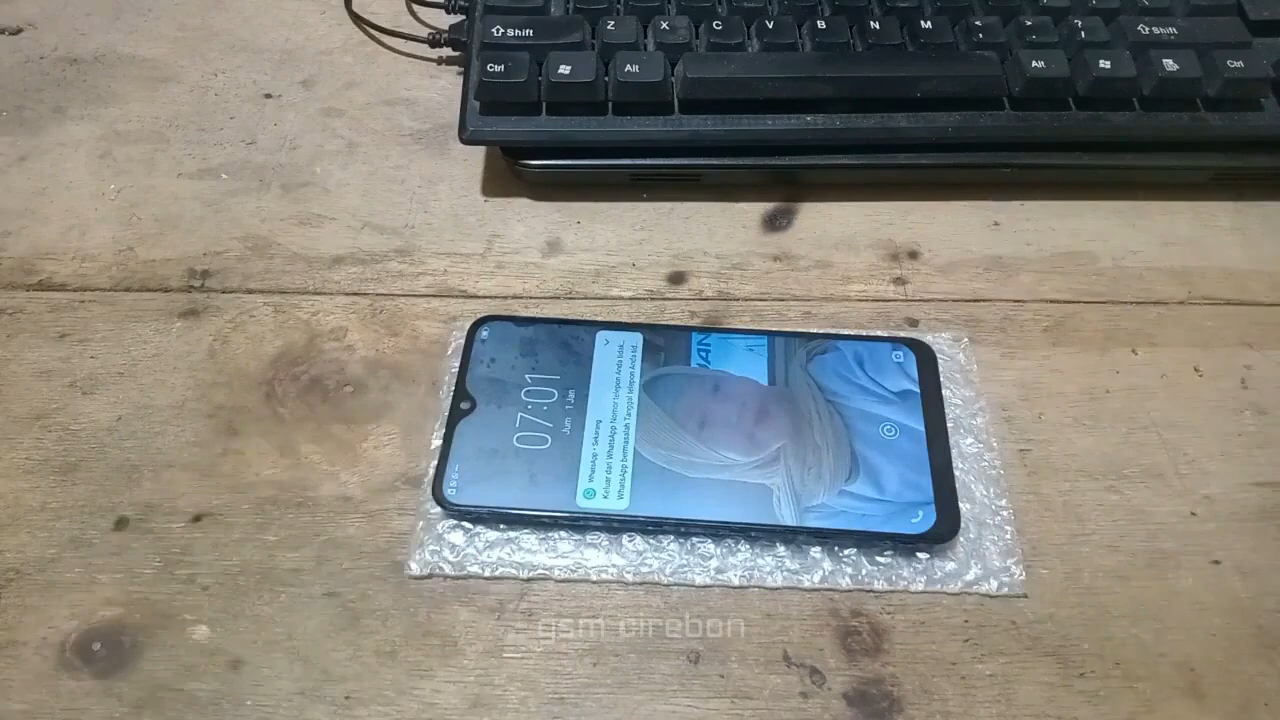 Shift
Z
X
C
V
B
N
M
<
,
>
.
?
/
Shift
Ctrl
Alt
Alt
Ctrl
07:01
Jum 1 Jan
WhatsApp • Sekarang
Keluar dari WhatsApp Nomor telepon Anda tidak...
WhatsApp bermasalah Tanggal telepon Anda tid...
AN
gsm cirebon